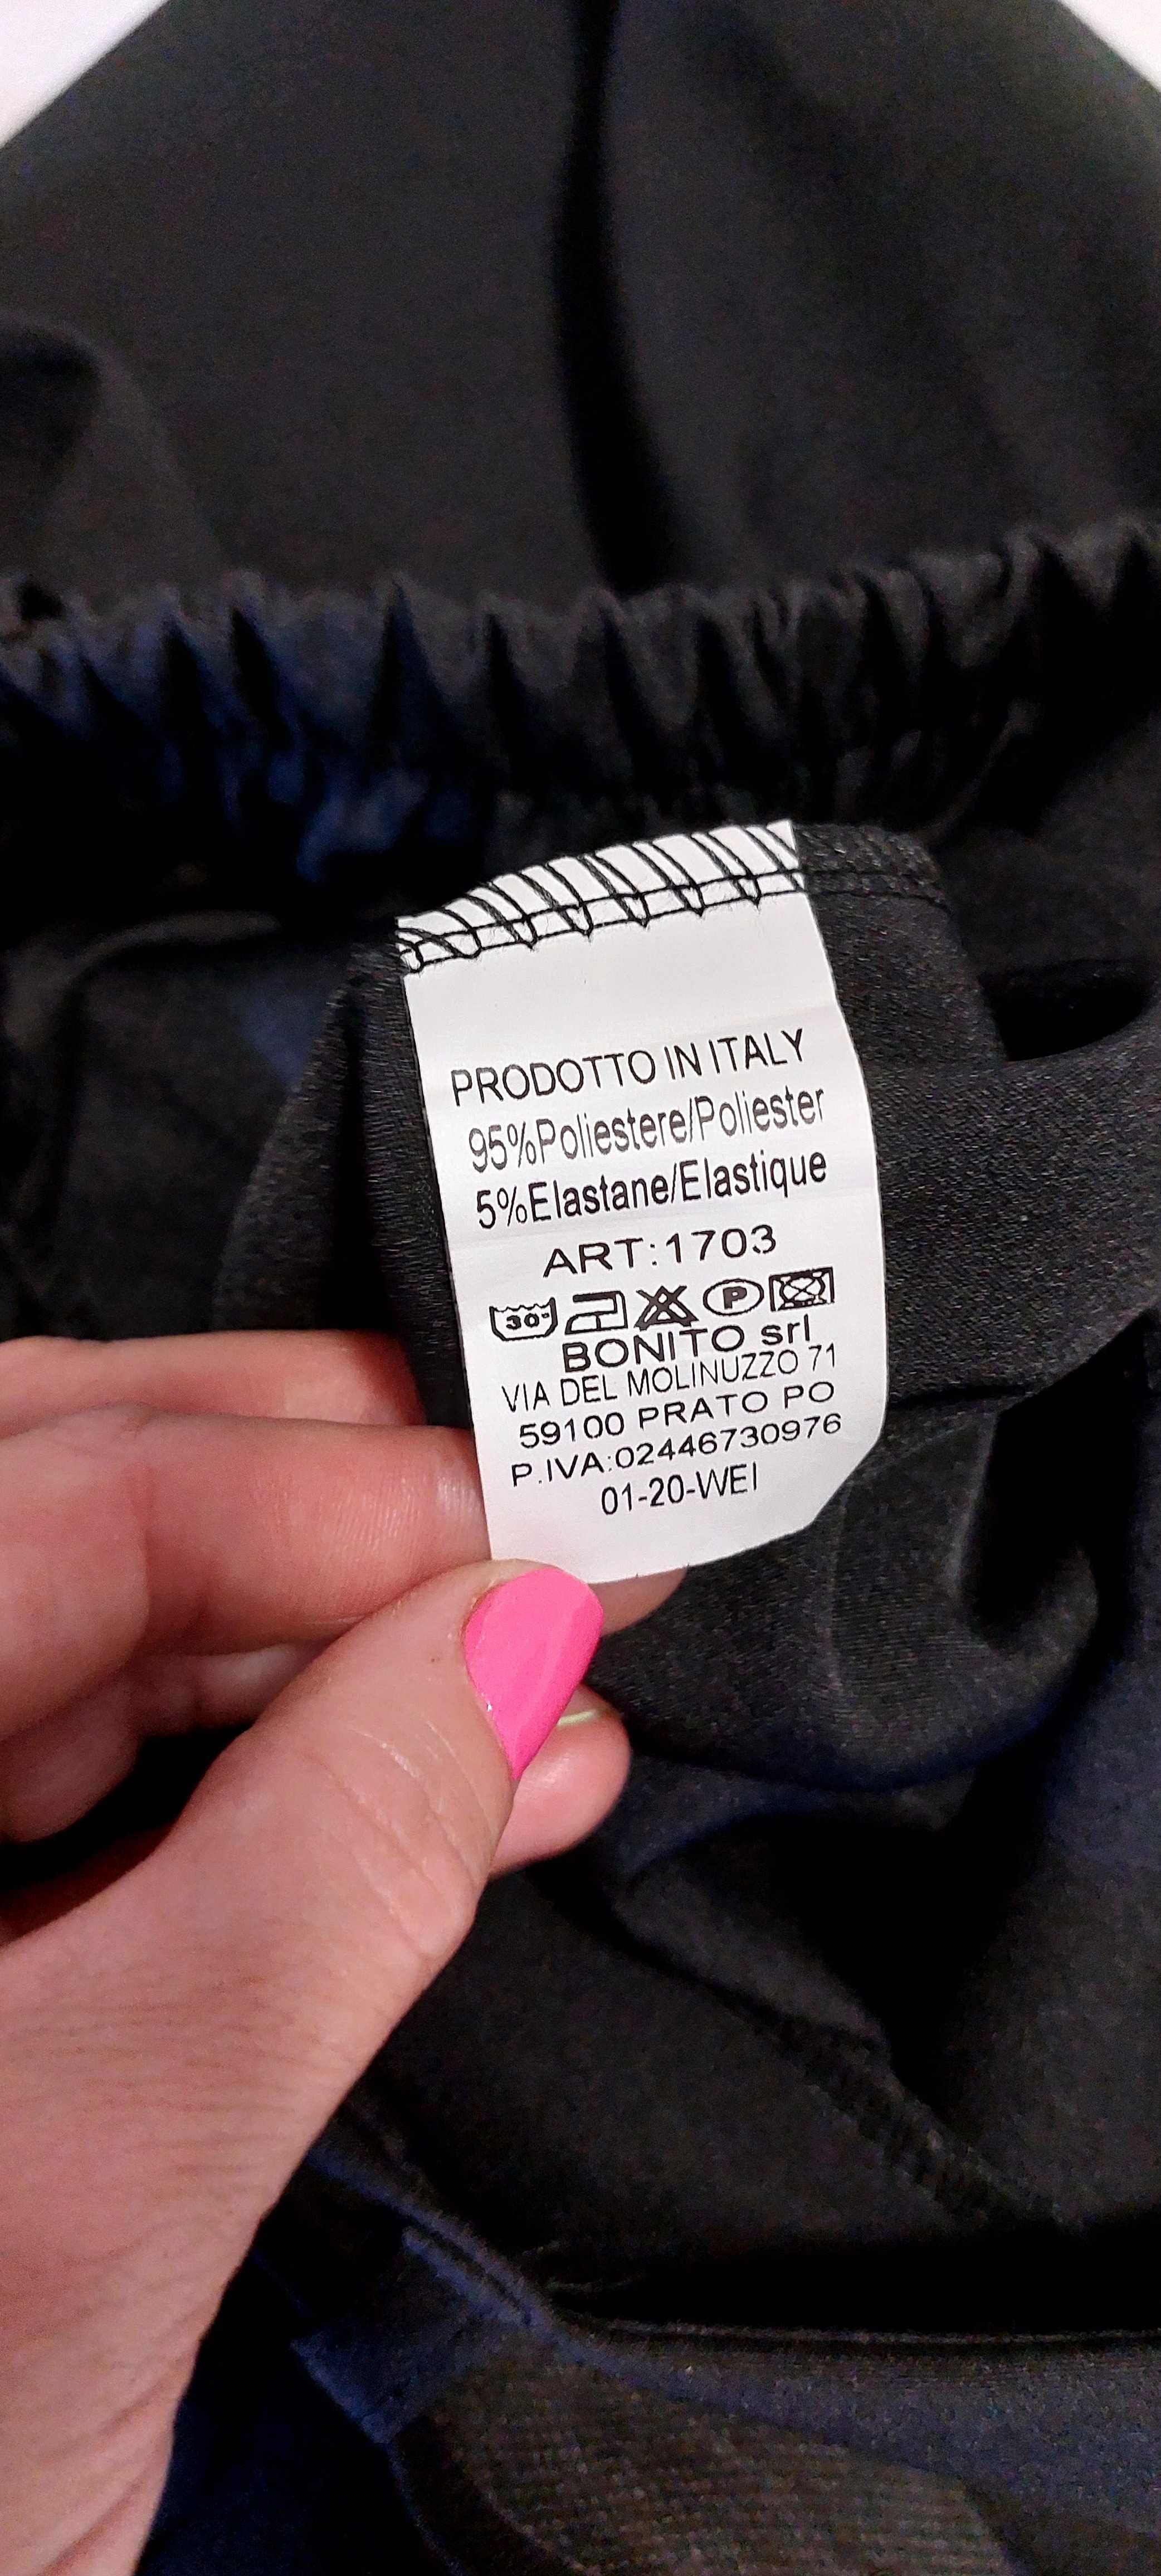 PRODOTTO IN ITALY
95%Poliestere/Poliester
5%Elastane/Elastique
ART:1703
30° P
BONITO srl
VIA DEL MOLINUZZO 71
59100 PRATO PO
P.IVA:02446730976
01-20-WEI